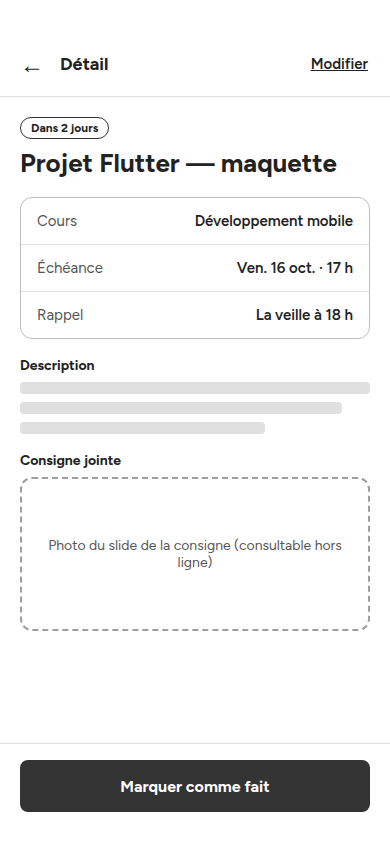 ← Détail Modifier
Dans 2 jours
Projet Flutter — maquette
Cours Développement mobile
Échéance Ven. 16 oct. · 17 h
Rappel La veille à 18 h
Description
Consigne jointe
Photo du slide de la consigne (consultable hors
ligne)
Marquer comme fait